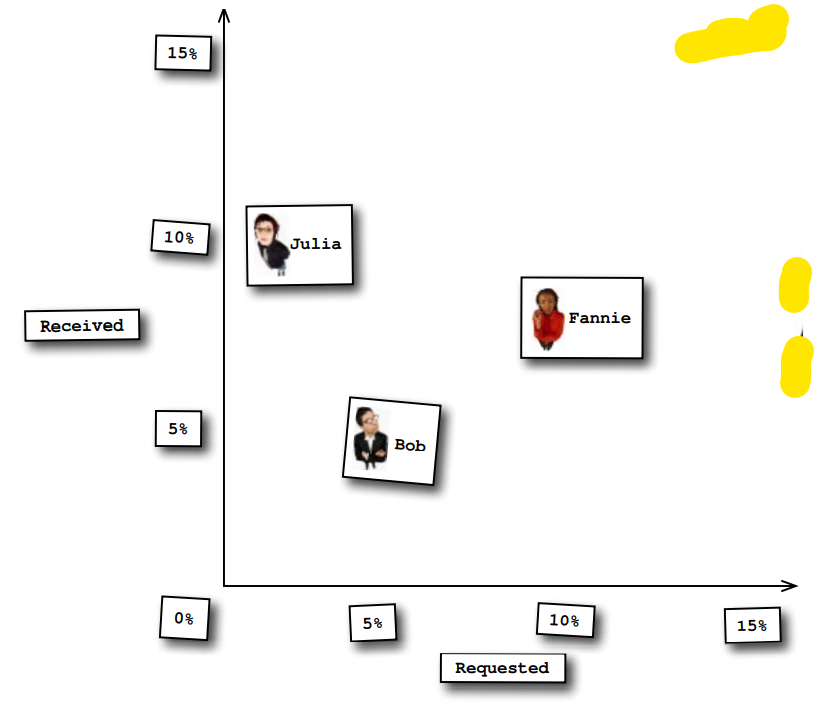 15%
10%
Julia
Fannie
Received
5%
Bob
0%
5%
10%
15%
Requested